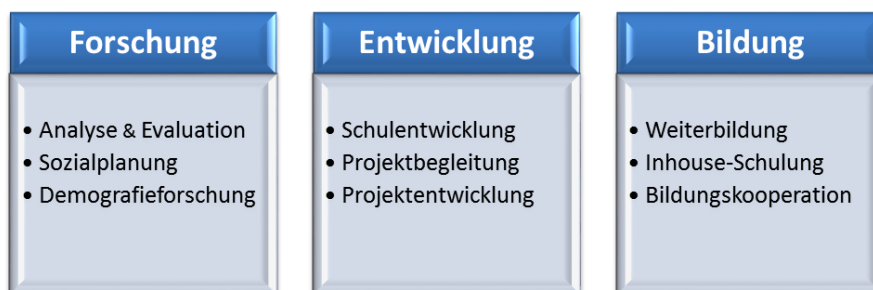 Forschung
• Analyse & Evaluation
• Sozialplanung
• Demografieforschung
Entwicklung
• Schulentwicklung
• Projektbegleitung
• Projektentwicklung
Bildung
• Weiterbildung
• Inhouse-Schulung
• Bildungskooperation